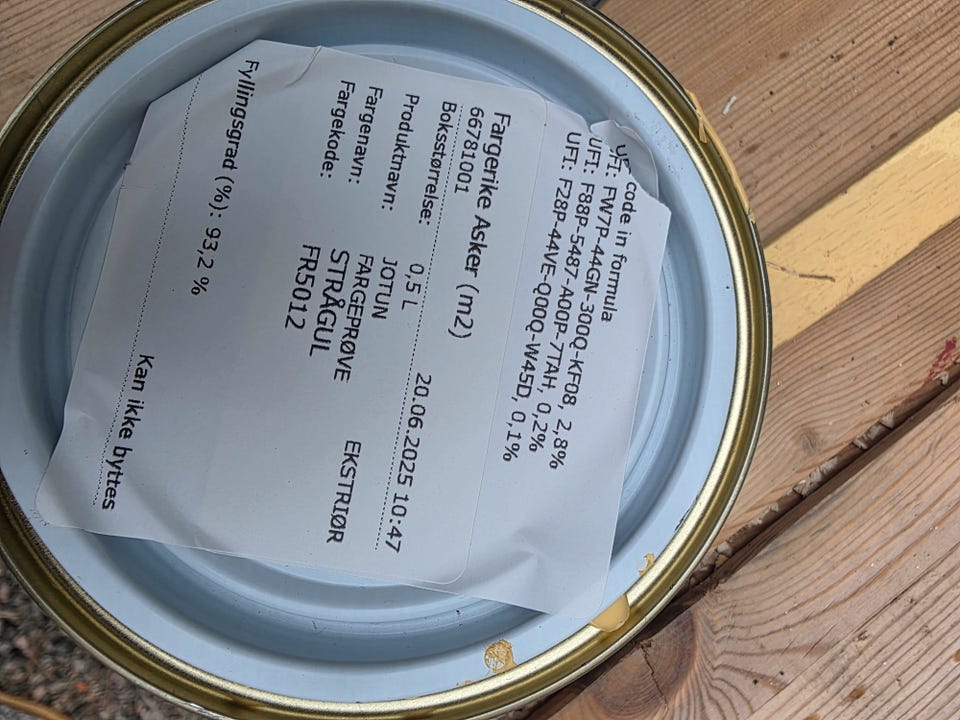 UFI code in formula
UFI: FW7P-44GN-300Q-KF08, 2,8%
UFI: F88P-5487-A00P-7TAH, 0,2%
UFI: F28P-44VE-Q00Q-W45D, 0,1%
Fargerike Asker (m2)
66781001 20.06.2025 10:47
Boksstørrelse: 0,5 L
Produktnavn: JOTUN
FARGEPRØVE EKSTRIØR
Fargenavn: STRÅGUL
Fargekode: FR5012
Fyllingsgrad (%): 93,2 %
Kan ikke byttes